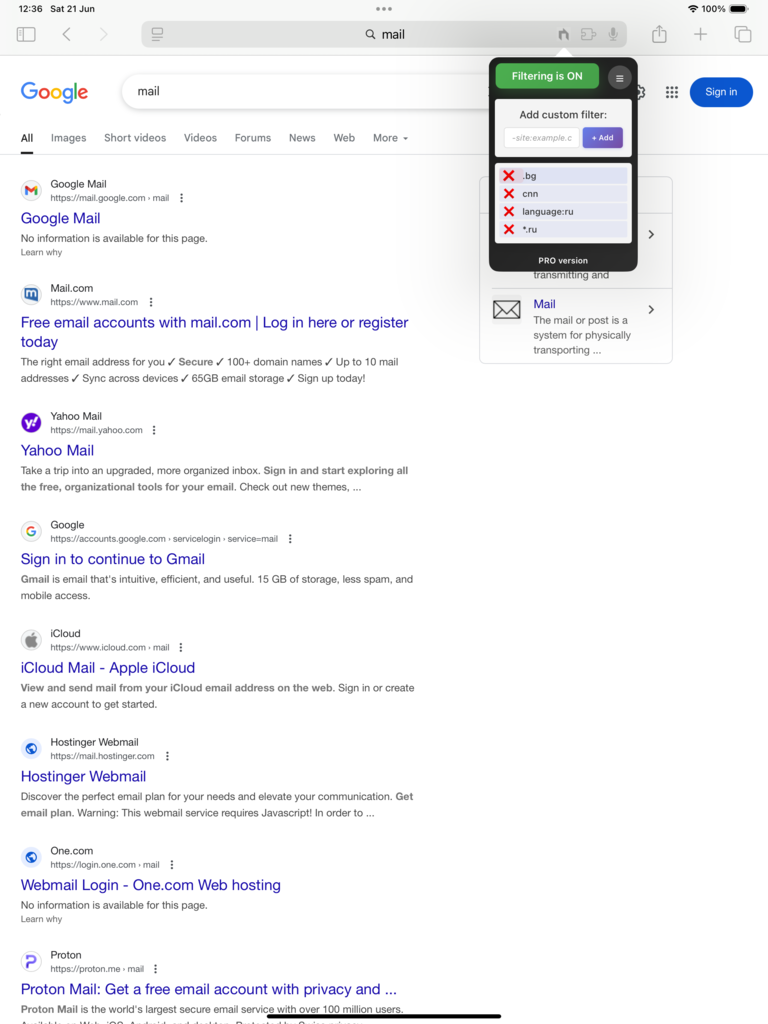 12:36 Sat 21 Jun
100%
mail
Google
mail
Sign in
All Images Short videos Videos Forums News Web More
Filtering is ON
Add custom filter:
-site:example.c
+ Add
.bg
cnn
language:ru
*.ru
PRO version
transmitting and
Mail
The mail or post is a
system for physically
transporting ...
Google Mail
https://mail.google.com › mail
Google Mail
No information is available for this page.
Learn why
Mail.com
https://www.mail.com
Free email accounts with mail.com | Log in here or register
today
The right email address for you ✓ Secure ✓ 100+ domain names ✓ Up to 10 mail
addresses ✓ Sync across devices ✓ 65GB email storage ✓ Sign up today!
Yahoo Mail
https://mail.yahoo.com
Yahoo Mail
Take a trip into an upgraded, more organized inbox. Sign in and start exploring all
the free, organizational tools for your email. Check out new themes, ...
Google
https://accounts.google.com › servicelogin › service=mail
Sign in to continue to Gmail
Gmail is email that's intuitive, efficient, and useful. 15 GB of storage, less spam, and
mobile access.
iCloud
https://www.icloud.com › mail
iCloud Mail - Apple iCloud
View and send mail from your iCloud email address on the web. Sign in or create
a new account to get started.
Hostinger Webmail
https://mail.hostinger.com
Hostinger Webmail
Discover the perfect email plan for your needs and elevate your communication. Get
email plan. Warning: This webmail service requires Javascript! In order to ...
One.com
https://login.one.com › mail
Webmail Login - One.com Web hosting
No information is available for this page.
Learn why
Proton
https://proton.me › mail
Proton Mail: Get a free email account with privacy and ...
Proton Mail is the world's largest secure email service with over 100 million users.